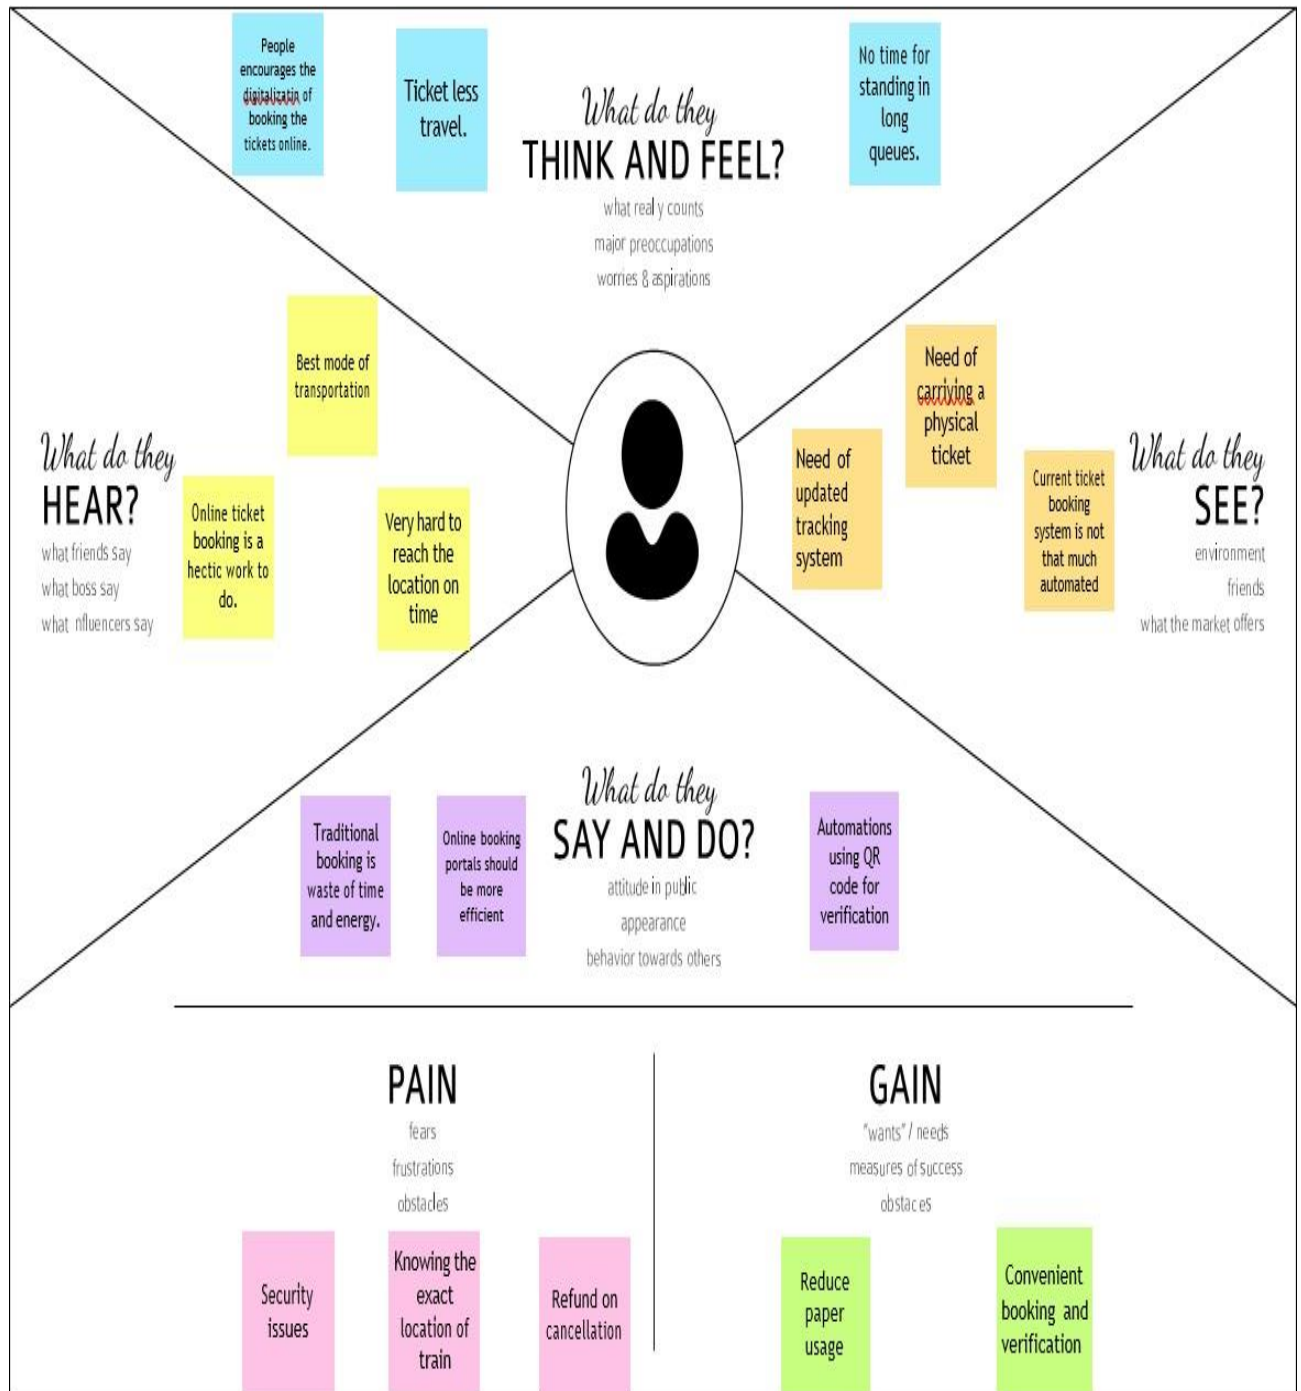 People
encourages the
digitalizatin of
booking the
tickets online.
Ticket less
travel.
What do they
THINK AND FEEL?
what real y counts
major preoccupations
worries & aspirations
No time for
standing in
long
queues.
What do they
HEAR?
what friends say
what boss say
what nfluencers say
Best mode of
transportation
Online ticket
booking is a
hectic work to
do.
Very hard to
reach the
location on
time
Need of
updated
tracking
system
Need of
carriving a
physical
ticket
Current ticket
booking
system is not
that much
automated
What do they
SEE?
environment
friends
what the market offers
Traditional
booking is
waste of time
and energy.
Online booking
portals should
be more
efficient
What do they
SAY AND DO?
attitude in public
appearance
behavior towards others
Automations
using QR
code for
verification
PAIN
fears
frustrations
obstacles
Security
issues
Knowing the
exact
location of
train
Refund on
cancellation
GAIN
"wants" / needs
measures of success
obstac es
Reduce
paper
usage
Convenient
booking and
verification